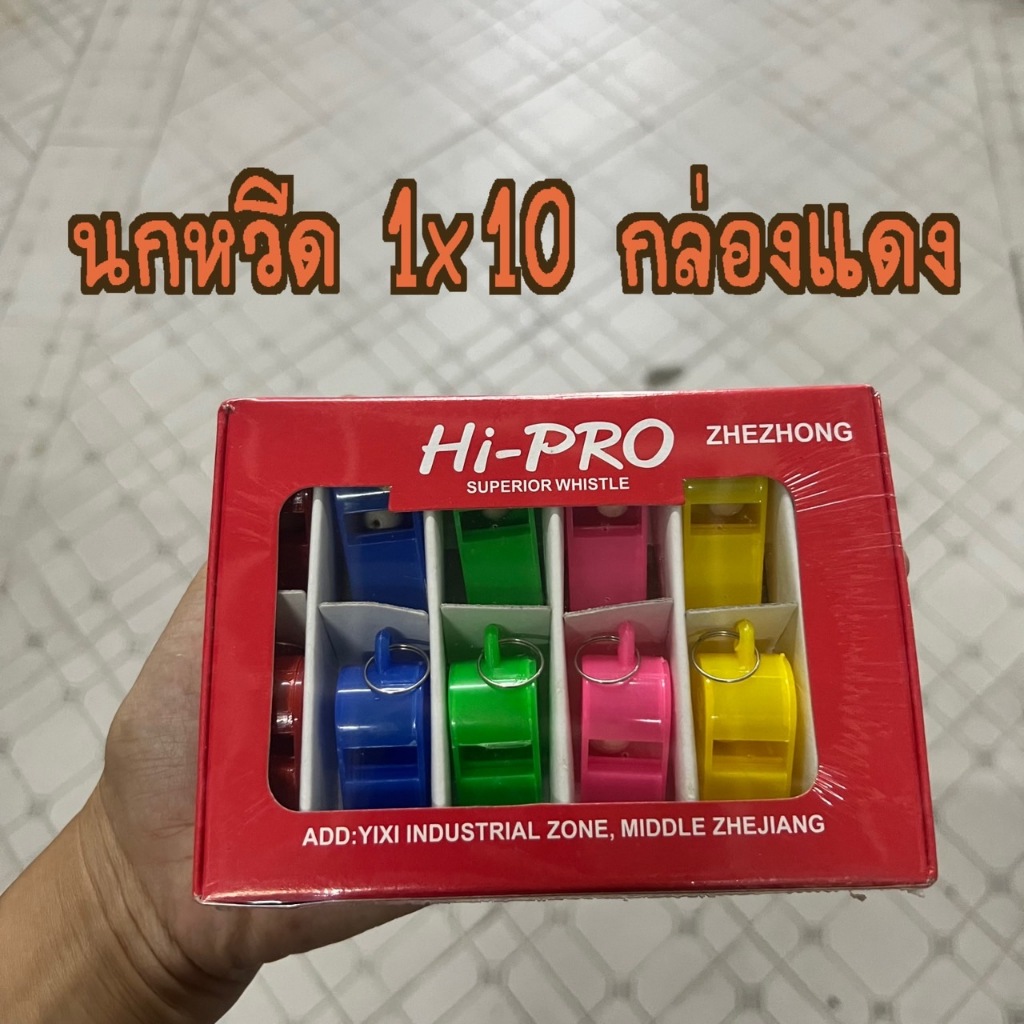 นกหวีด 1x10 กล่องแดง
Hi-PRO ZHEZHONG
SUPERIOR WHISTLE
ADD:YIXI INDUSTRIAL ZONE, MIDDLE ZHEJIANG